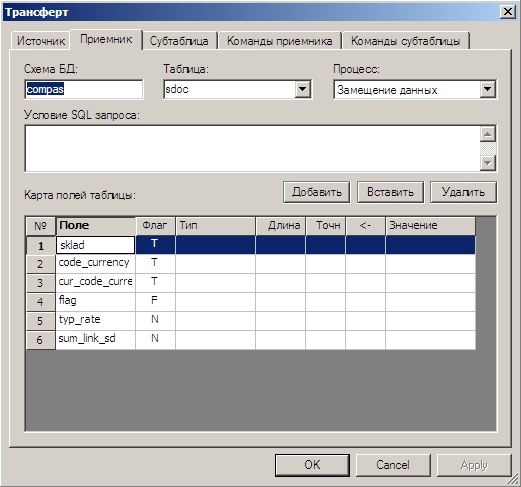 Трансферт
Источник Приемник Субтаблица Команды приемника Команды субтаблицы
Схема БД: Таблица: Процесс:
compas sdoc Замещение данных
Условие SQL запроса:
Карта полей таблицы: Добавить Вставить Удалить
№ Поле Флаг Тип Длина Точн <- Значение
1 sklad T
2 code_currency T
3 cur_code_curre T
4 flag F
5 typ_rate N
6 sum_link_sd N
OK Cancel Apply